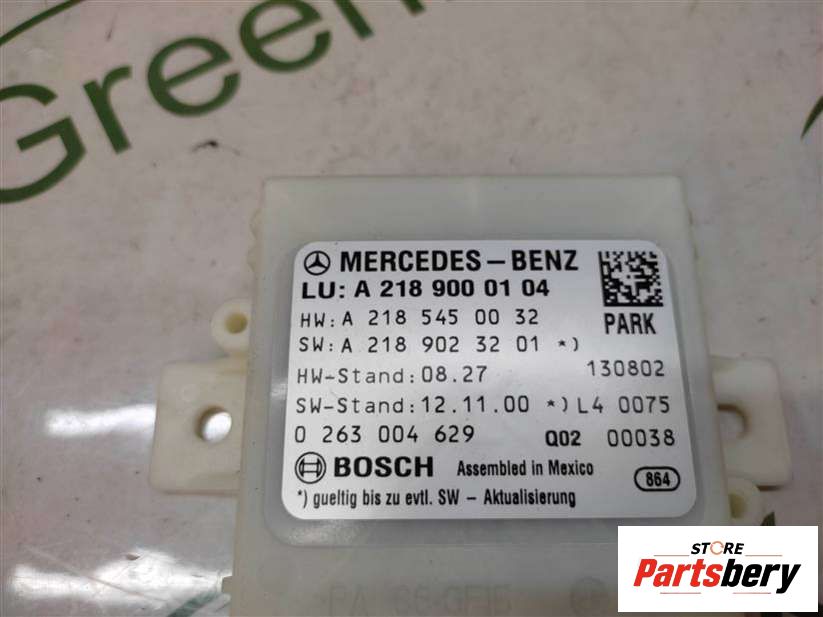 Green
MERCEDES-BENZ
LU: A 218 900 01 04
HW: A 218 545 00 32
PARK
SW: A 218 902 32 01 *)
HW-Stand: 08.27 130802
SW-Stand: 12.11.00 *) L4 0075
0 263 004 629 Q02 00038
BOSCH Assembled in Mexico 864
*) gueltig bis zu evtl. SW - Aktualisierung
STORE
Partsbery